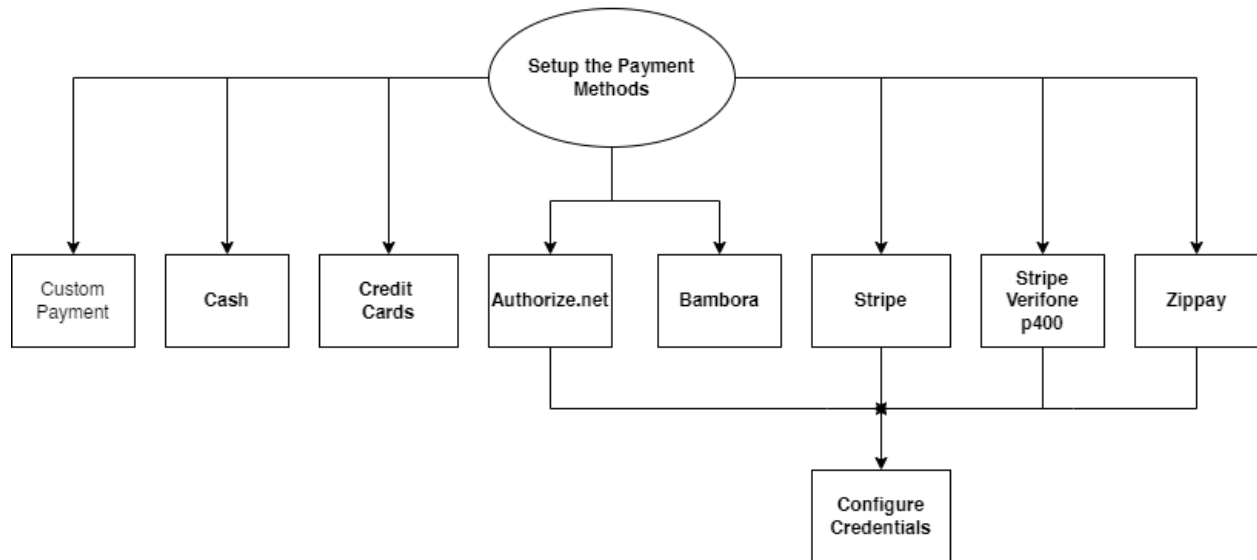 Setup the Payment
Methods
Custom
Payment
Cash
Credit
Cards
Authorize.net
Bambora
Stripe
Stripe
Verifone
p400
Zippay
Configure
Credentials